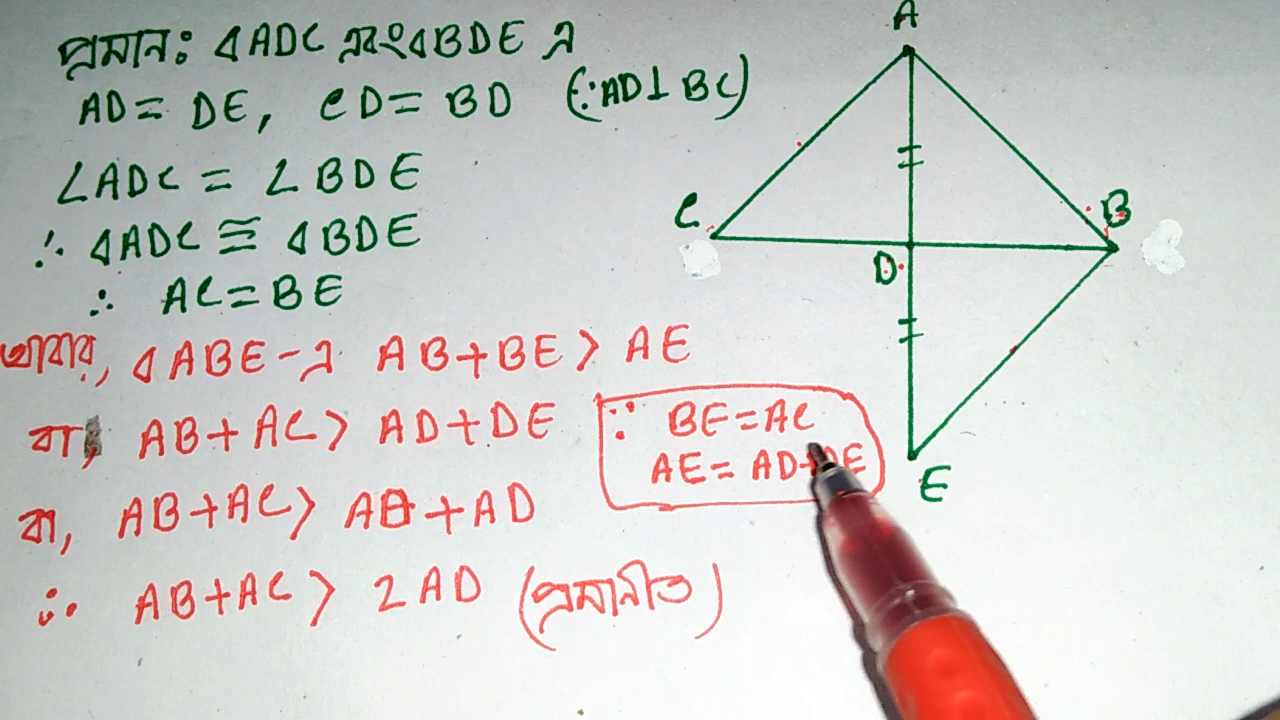 প্রমানঃ ⊿ADC এবং ⊿BDE এ
AD = DE, CD = BD (∵AD⊥BC)
∠ADC = ∠BDE
∴ ⊿ADC ≅ ⊿BDE
∴ AC = BE
আবার, ⊿ABE-এ AB+BE > AE
বা, AB+AC > AD+DE
∵ BE = AC
AE = AD+DE
বা, AB+AC > AD+AD
∴ AB+AC > 2AD (প্রমানীত)
A
C
B
D
E